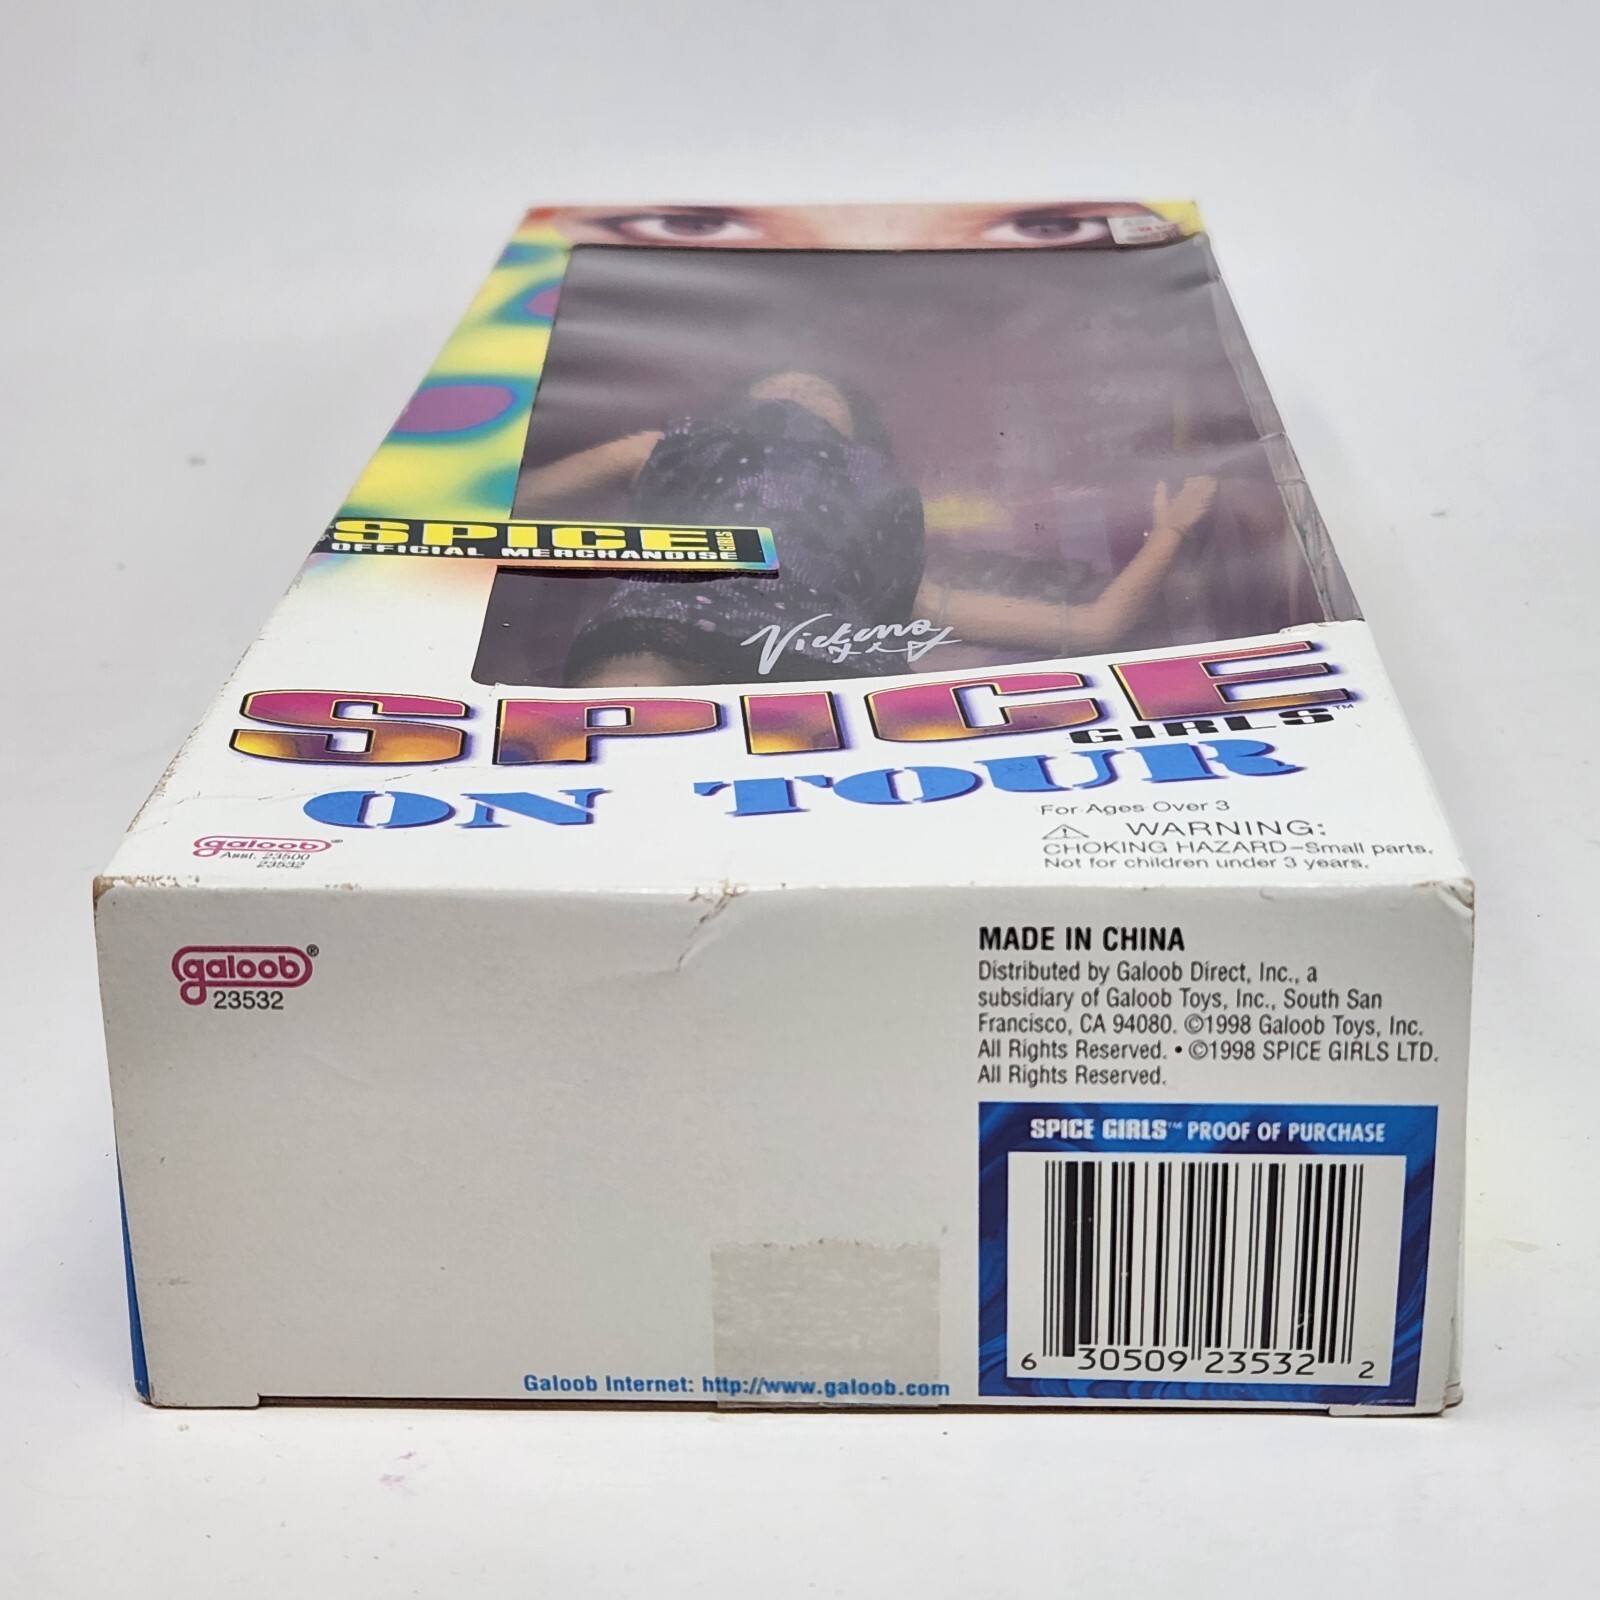 SPICE GIRLS
OFFICIAL MERCHANDISE
Victoria
SPICE
GIRLS™
ON TOUR
For Ages Over 3
WARNING:
CHOKING HAZARD–Small parts.
Not for children under 3 years.
galoob®
Asst. 23500
23532
galoob®
23532
MADE IN CHINA
Distributed by Galoob Direct, Inc., a
subsidiary of Galoob Toys, Inc., South San
Francisco, CA 94080. ©1998 Galoob Toys, Inc.
All Rights Reserved. • ©1998 SPICE GIRLS LTD.
All Rights Reserved.
SPICE GIRLS™ PROOF OF PURCHASE
6 30509 23532 2
Galoob Internet: http://www.galoob.com